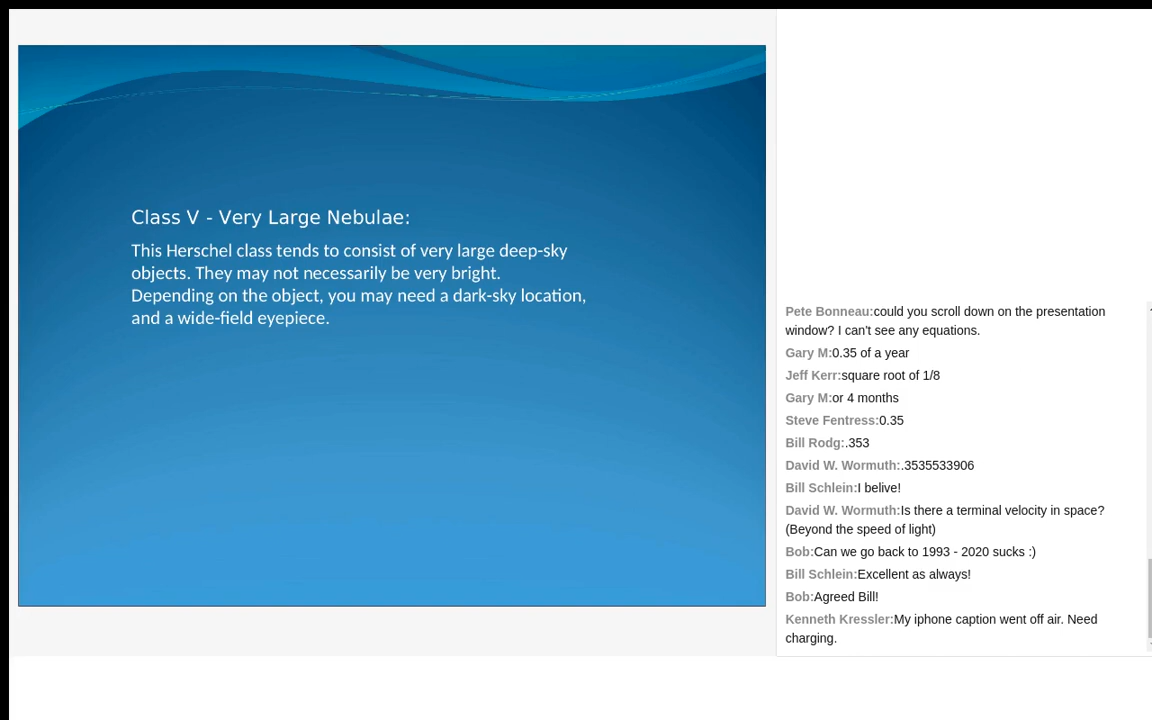 Class V - Very Large Nebulae:
This Herschel class tends to consist of very large deep-sky
objects. They may not necessarily be very bright.
Depending on the object, you may need a dark-sky location,
and a wide-field eyepiece.
Pete Bonneau:could you scroll down on the presentation
window? I can't see any equations.
Gary M:0.35 of a year
Jeff Kerr:square root of 1/8
Gary M:or 4 months
Steve Fentress:0.35
Bill Rodg:.353
David W. Wormuth:.3535533906
Bill Schlein:I belive!
David W. Wormuth:Is there a terminal velocity in space?
(Beyond the speed of light)
Bob:Can we go back to 1993 - 2020 sucks :)
Bill Schlein:Excellent as always!
Bob:Agreed Bill!
Kenneth Kressler:My iphone caption went off air. Need
charging.